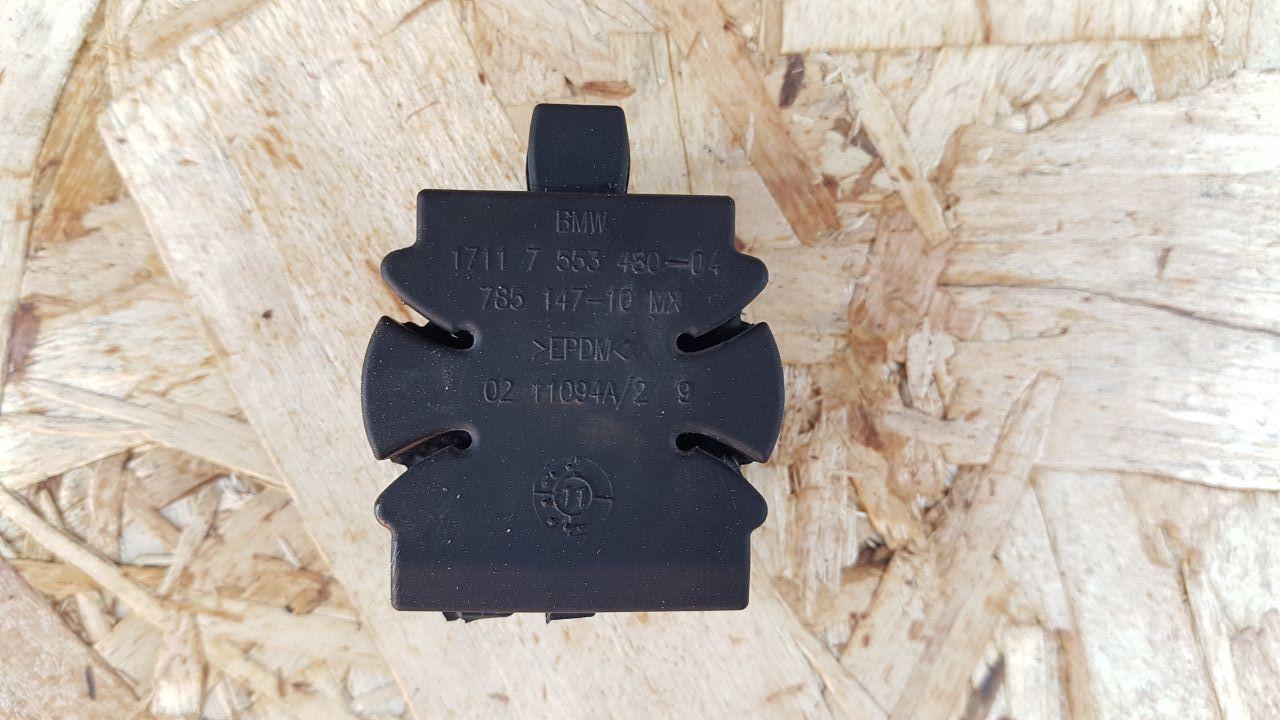 BMW
1711 7 553 480-04
785 147-10 MX
>EPDM<
02 11094A/2 9
11